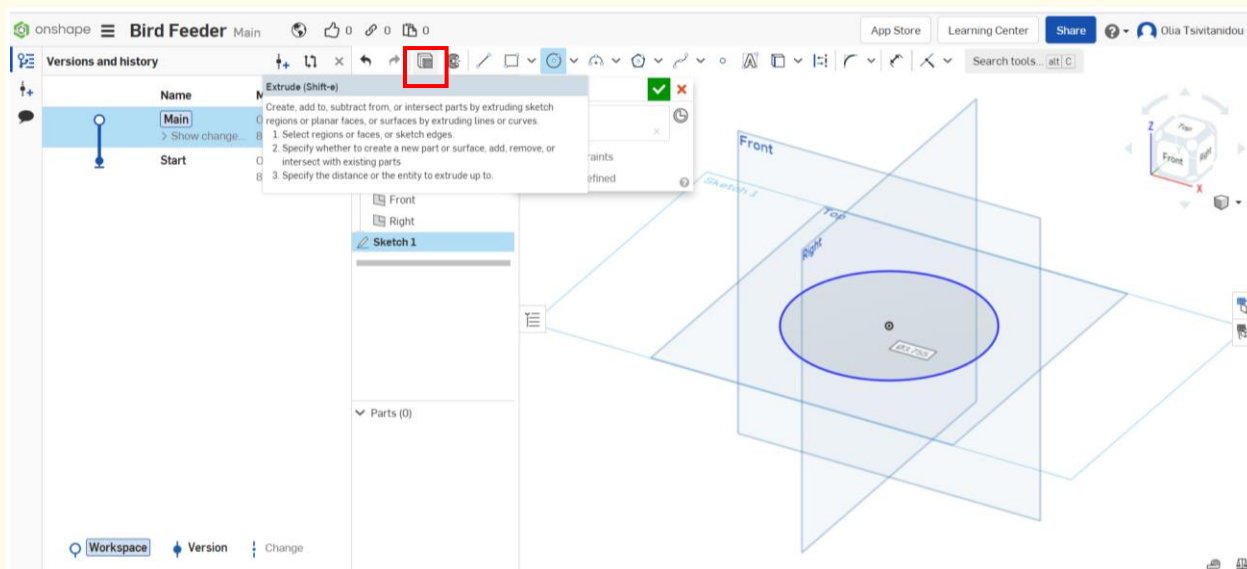 onshape Bird Feeder Main 0 0 0 App Store Learning Center Share Olia Tsivitanidou
Versions and history Search tools... alt C
Name
Main
> Show change...
Start
Extrude (Shift-e)
Create, add to, subtract from, or intersect parts by extruding sketch
regions or planar faces, or surfaces by extruding lines or curves.
1. Select regions or faces, or sketch edges.
2. Specify whether to create a new part or surface, add, remove, or
intersect with existing parts
3. Specify the distance or the entity to extrude up to.
Front
Right
Sketch 1
Parts (0)
Workspace Version Change
Front
Sketch 1
Top
Right
Ø3.755
Z
Top
Front
Right
X